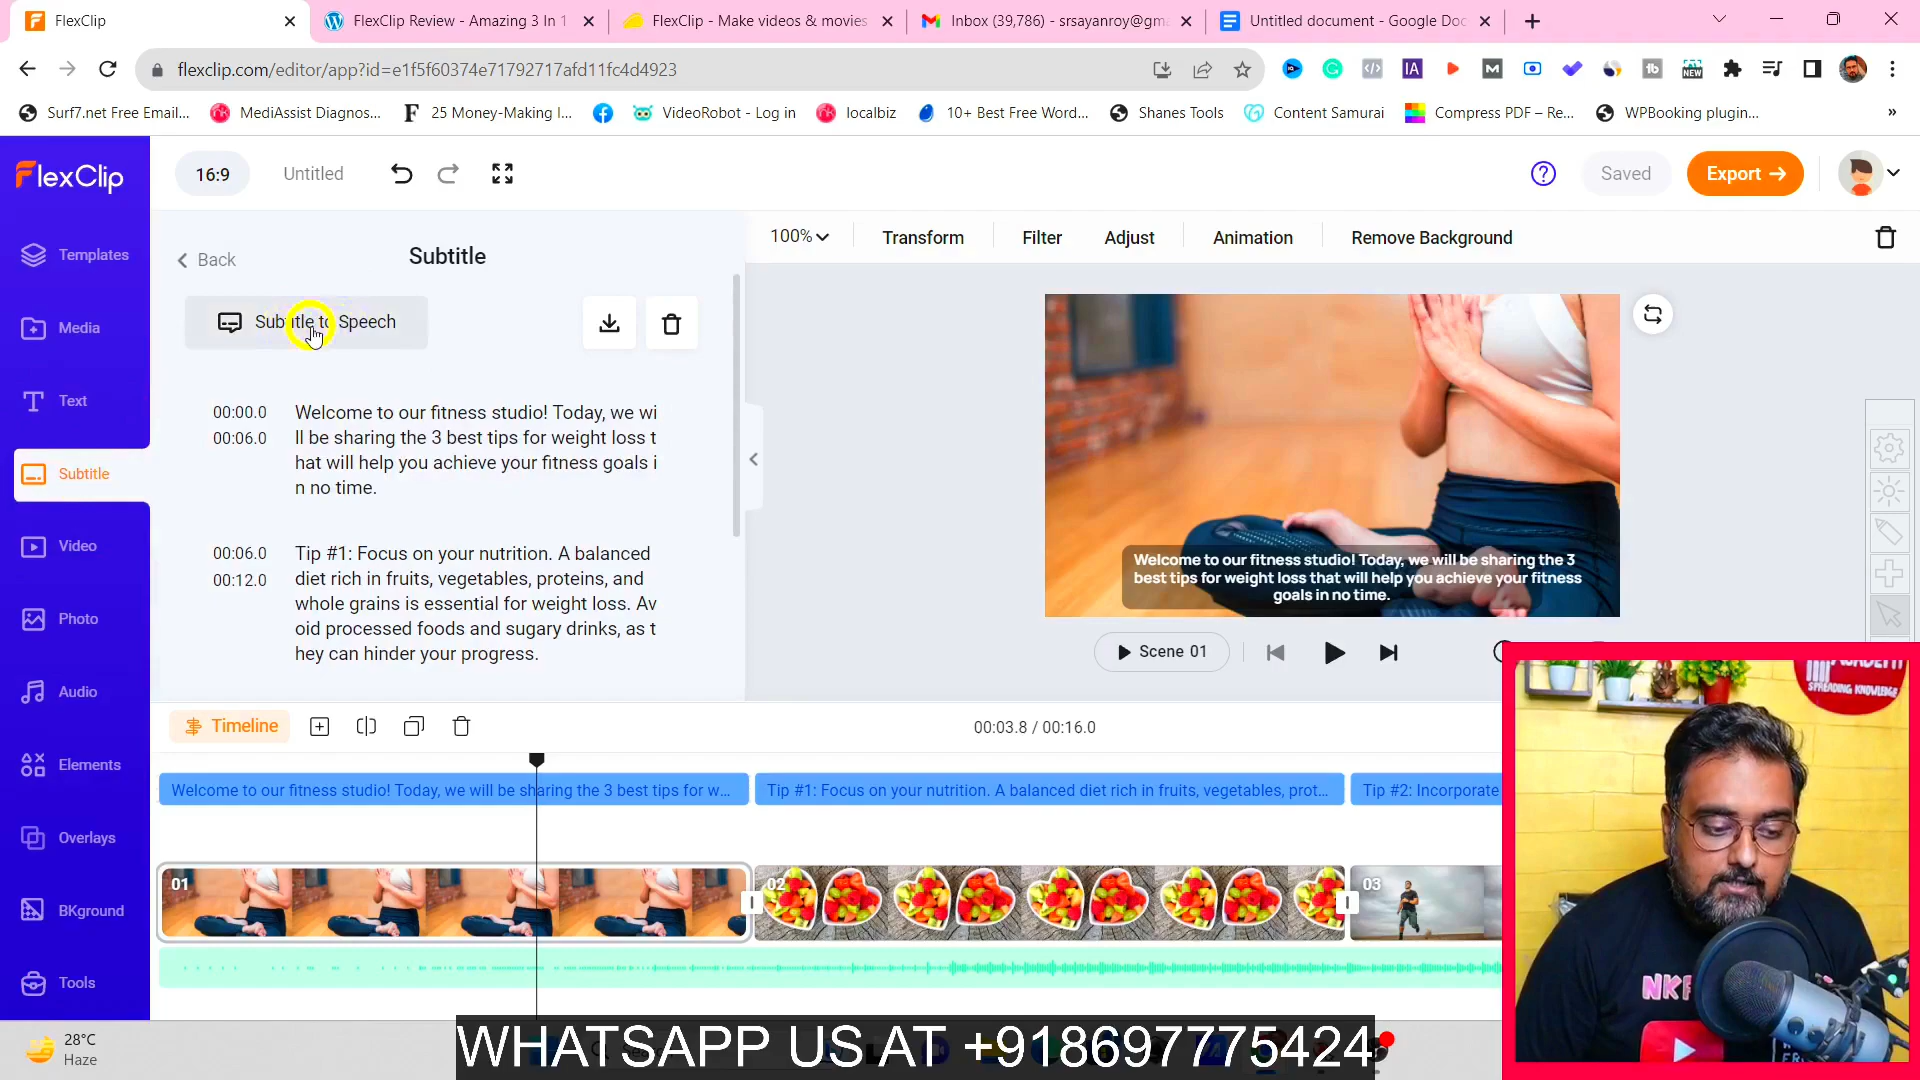 FlexClip
FlexClip Review - Amazing 3 In 1
FlexClip - Make videos & movies
Inbox (39,786) - srsayanroy@gm
Untitled document - Google Doc
flexclip.com/editor/app?id=e1f5f60374e71792717afd11fc4d4923
Surf7.net Free Email...
MediAssist Diagnos...
25 Money-Making I...
VideoRobot - Log in
localbiz
10+ Best Free Word...
Shanes Tools
Content Samurai
Compress PDF – Re...
WPBooking plugin...
FlexClip
16:9
Untitled
Saved
Export →
Templates
Media
Text
Subtitle
Video
Photo
Audio
Elements
Overlays
BKground
Tools
Back
Subtitle
Subtitle to Speech
00:00.0
00:06.0
Welcome to our fitness studio! Today, we wi
ll be sharing the 3 best tips for weight loss t
hat will help you achieve your fitness goals i
n no time.
00:06.0
00:12.0
Tip #1: Focus on your nutrition. A balanced
diet rich in fruits, vegetables, proteins, and
whole grains is essential for weight loss. Av
oid processed foods and sugary drinks, as t
hey can hinder your progress.
100%
Transform
Filter
Adjust
Animation
Remove Background
Welcome to our fitness studio! Today, we will be sharing the 3
best tips for weight loss that will help you achieve your fitness
goals in no time.
Scene 01
Timeline
00:03.8 / 00:16.0
Welcome to our fitness studio! Today, we will be sharing the 3 best tips for w...
Tip #1: Focus on your nutrition. A balanced diet rich in fruits, vegetables, prot...
Tip #2: Incorporate
01
02
03
SPREADING KNOWLEDGE
28°C
Haze
WHATSAPP US AT +918697775424